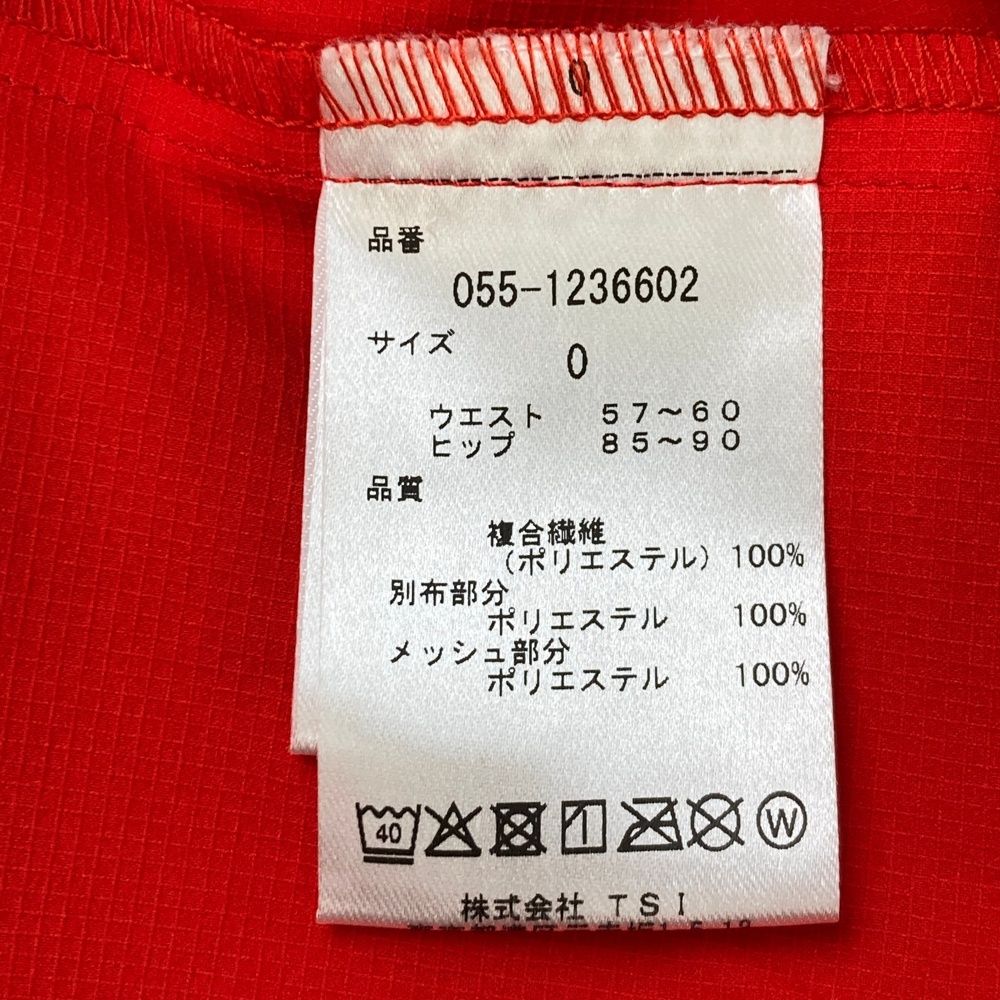 0
品番
055-1236602
サイズ
0
ウエスト 57～60
ヒップ 85～90
品質
複合繊維
(ポリエステル) 100%
別布部分
ポリエステル 100%
メッシュ部分
ポリエステル 100%
40 W
株式会社 TSI